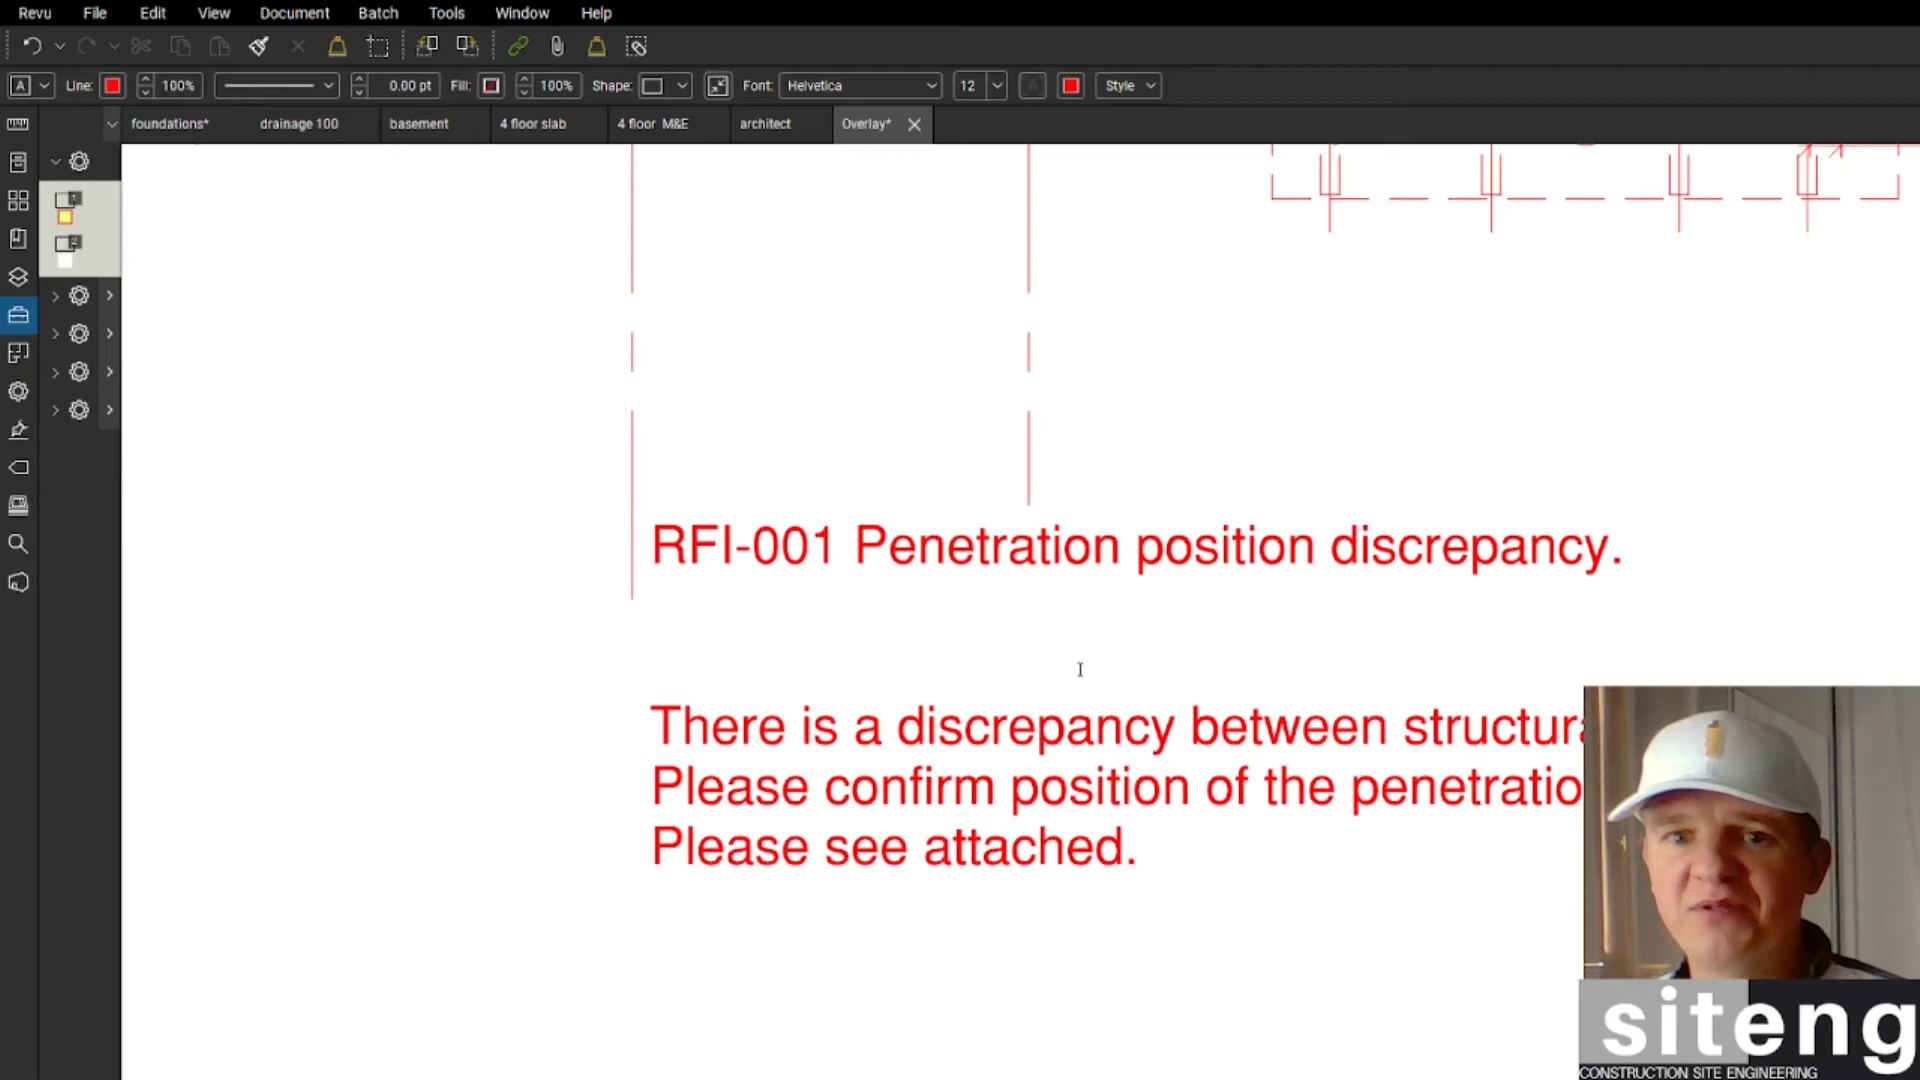 Revu File Edit View Document Batch Tools Window Help
A Line: 100% 0.00 pt Fill: 100% Shape: Font: Helvetica 12 Style
foundations* drainage 100 basement 4 floor slab 4 floor M&E architect Overlay*
RFI-001 Penetration position discrepancy.
There is a discrepancy between
Please confirm position of the
Please see attached.
siteng
CONSTRUCTION SITE ENGINEERING